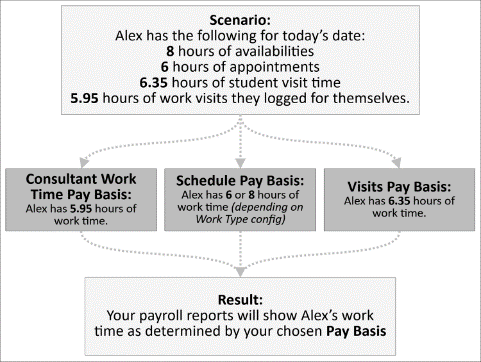 Scenario:
Alex has the following for today's date:
8 hours of availabilities
6 hours of appointments
6.35 hours of student visit time
5.95 hours of work visits they logged for themselves.
Consultant Work
Time Pay Basis:
Alex has 5.95 hours of
work time.
Schedule Pay Basis:
Alex has 6 or 8 hours of
work time (depending on
Work Type config)
Visits Pay Basis:
Alex has 6.35 hours of
work time.
Result:
Your payroll reports will show Alex's work
time as determined by your chosen Pay Basis